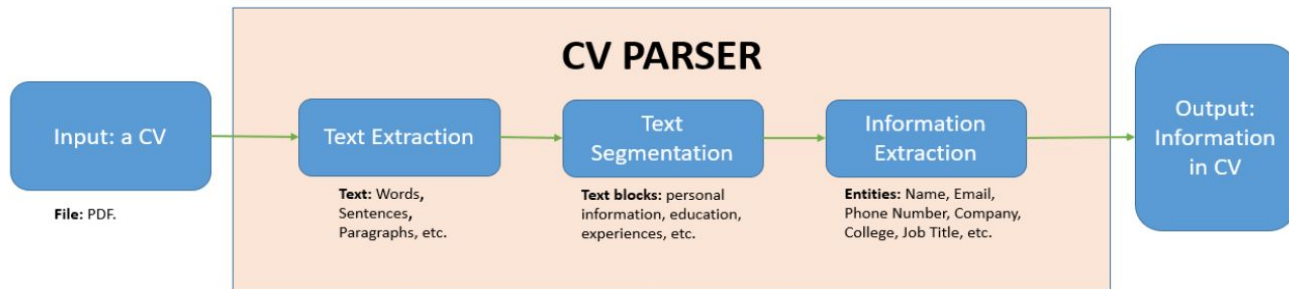 CV PARSER
Input: a CV
File: PDF.
Text Extraction
Text: Words,
Sentences,
Paragraphs, etc.
Text
Segmentation
Text blocks: personal
information, education,
experiences, etc.
Information
Extraction
Entities: Name, Email,
Phone Number, Company,
College, Job Title, etc.
Output:
Information
in CV